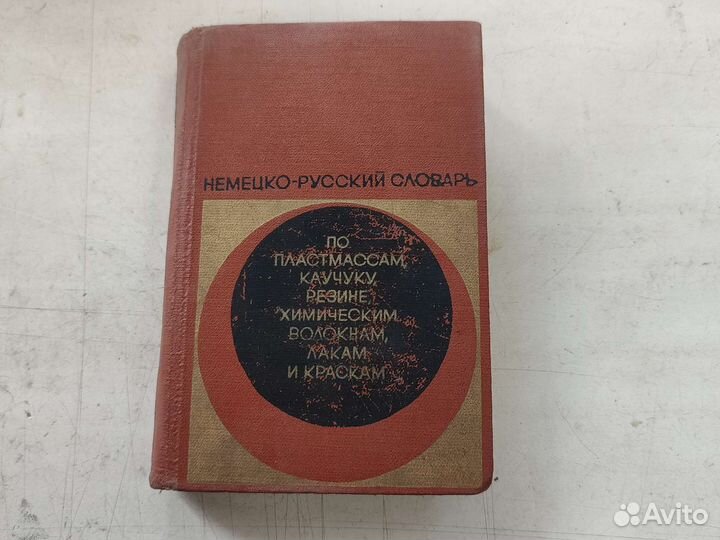 НЕМЕЦКО-РУССКИЙ СЛОВАРЬ
ПО
ПЛАСТМАССАМ,
КАУЧУКУ,
РЕЗИНЕ,
ХИМИЧЕСКИМ
ВОЛОКНАМ,
ЛАКАМ
И КРАСКАМ
Avito